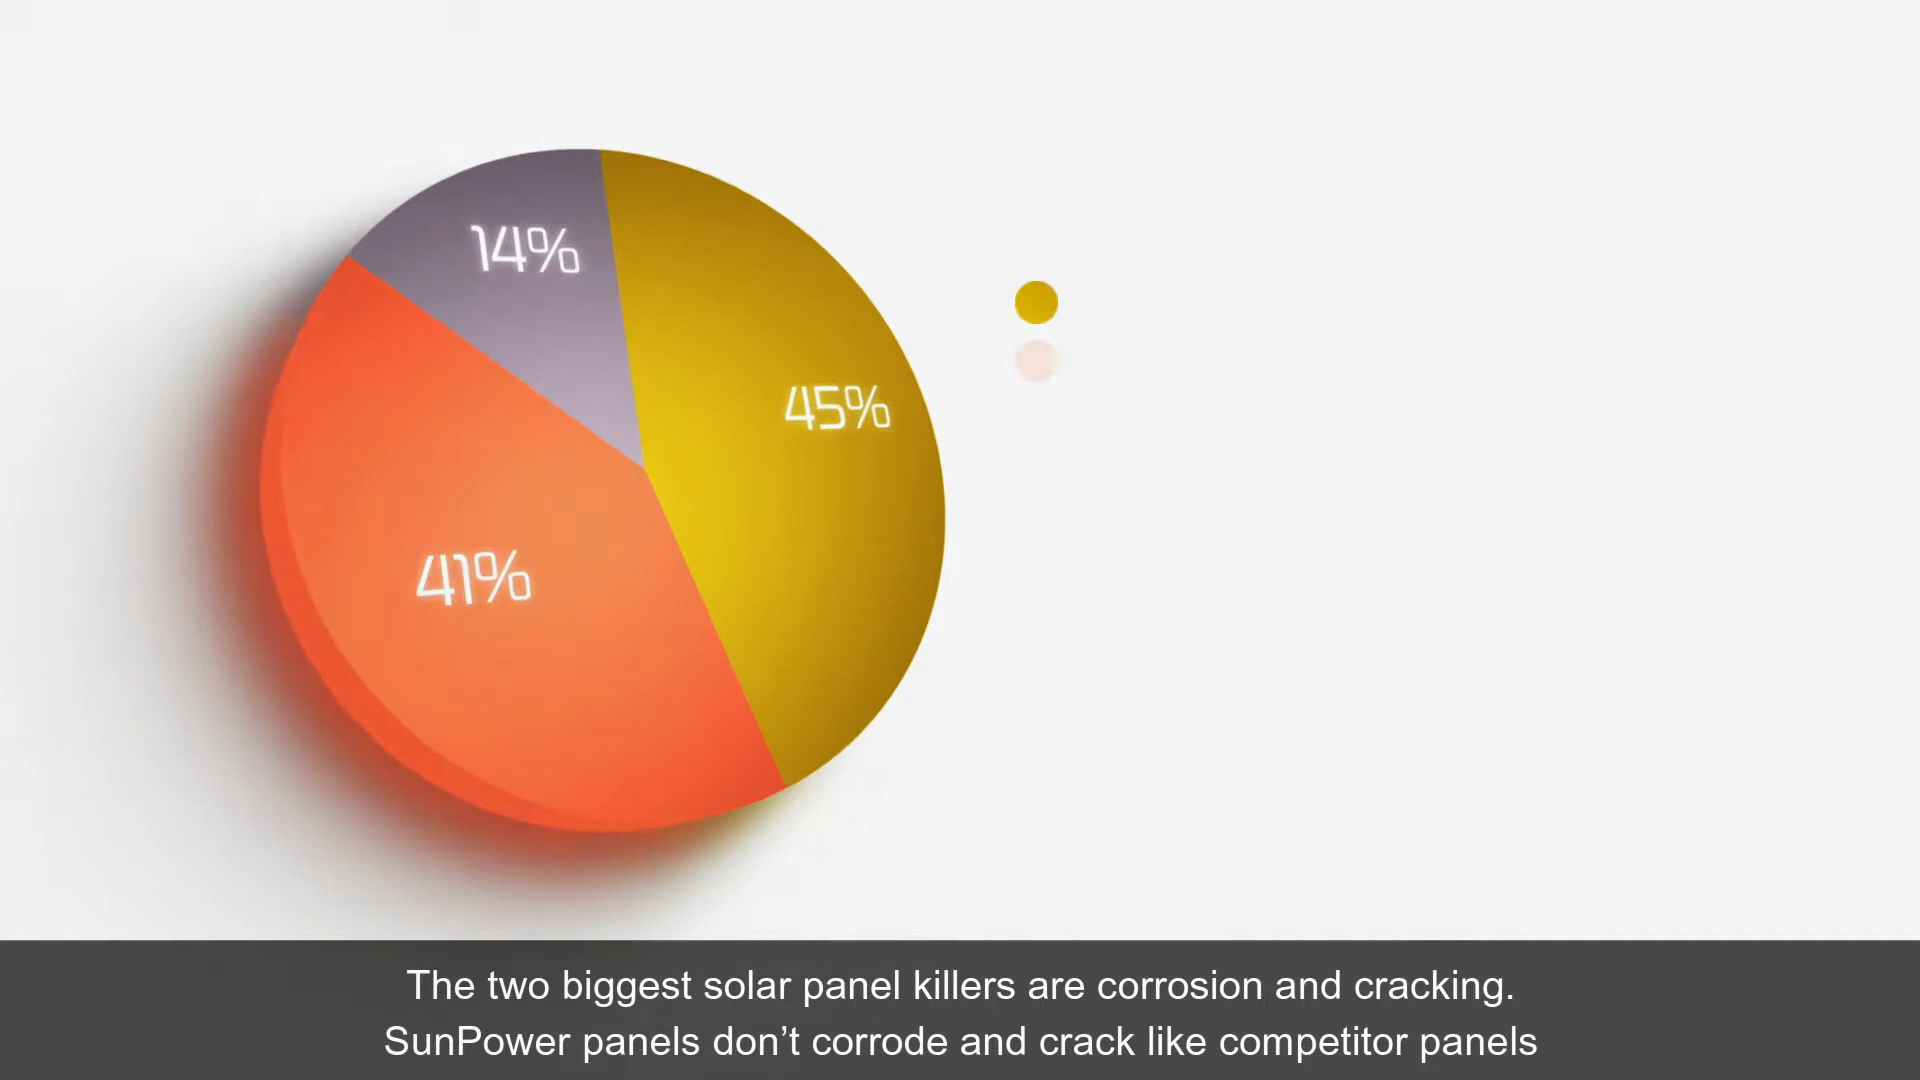 14%
45%
41%
The two biggest solar panel killers are corrosion and cracking.
SunPower panels don’t corrode and crack like competitor panels